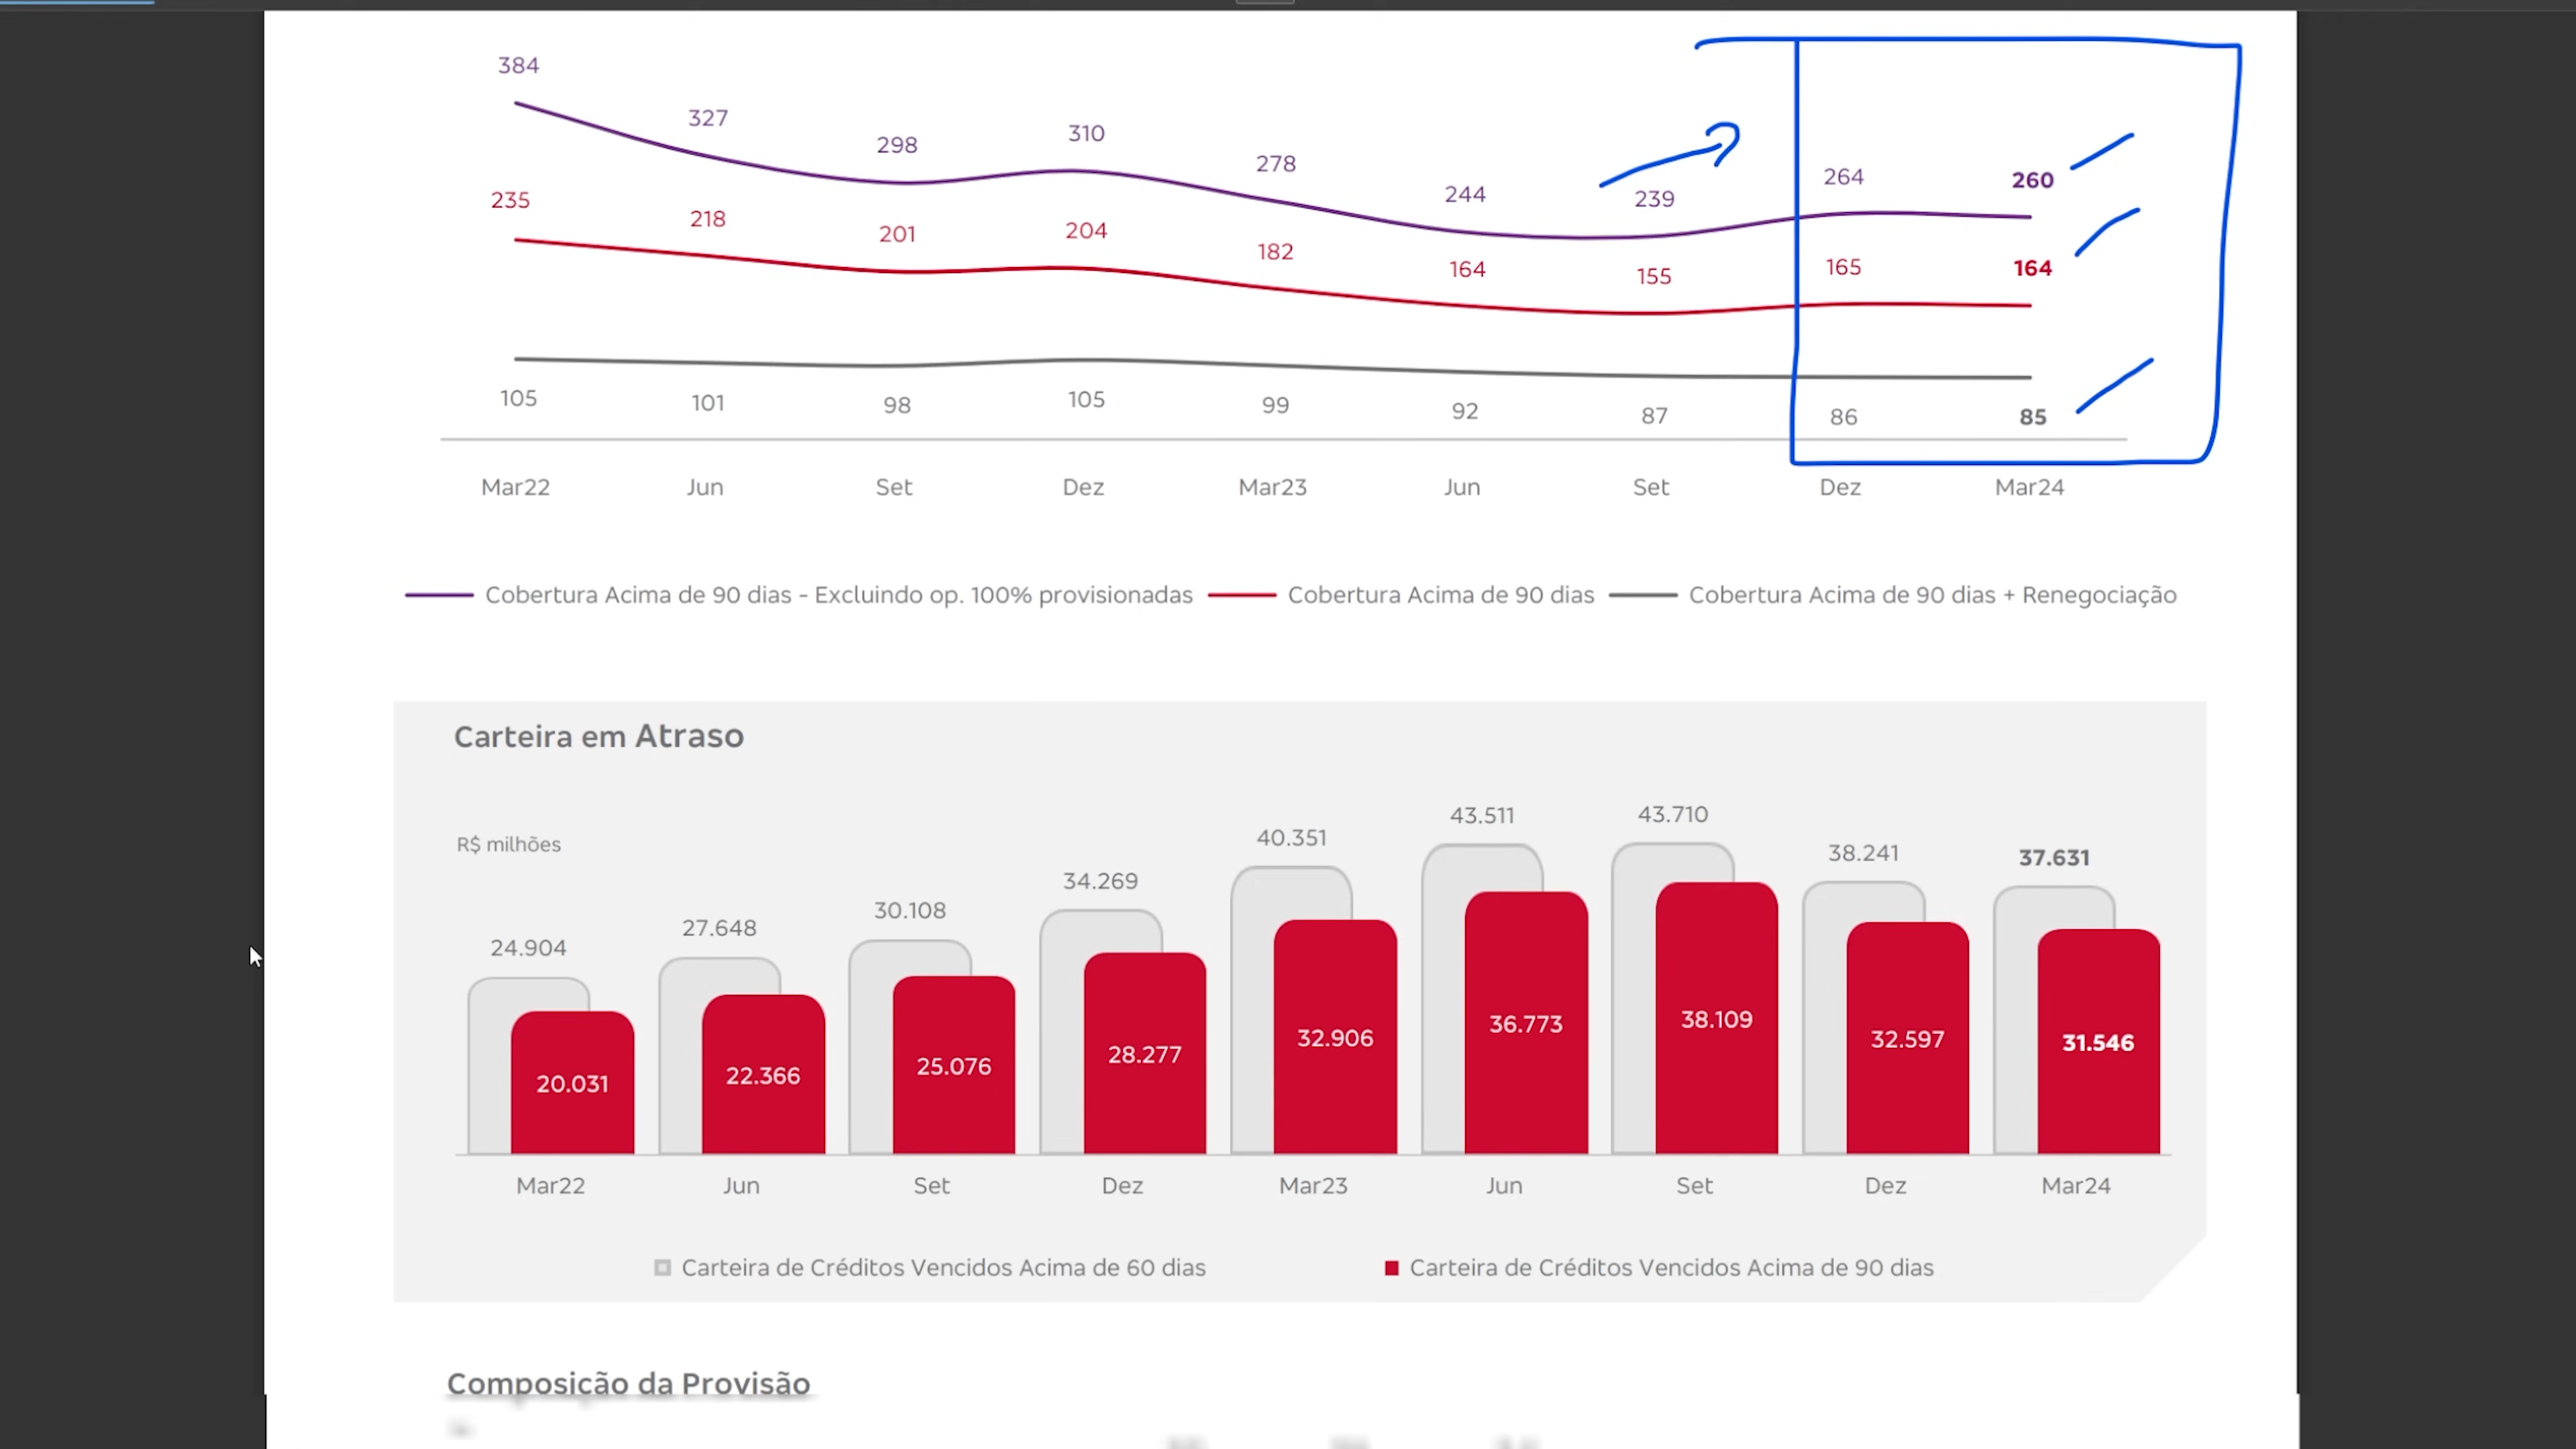 384 327 298 310 278 244 239 264 260
235 218 201 204 182 164 155 165 164
105 101 98 105 99 92 87 86 85
Mar22 Jun Set Dez Mar23 Jun Set Dez Mar24
Cobertura Acima de 90 dias - Excluindo op. 100% provisionadas Cobertura Acima de 90 dias Cobertura Acima de 90 dias + Renegociação
Carteira em Atraso
R$ milhões
24.904 27.648 30.108 34.269 40.351 43.511 43.710 38.241 37.631
20.031 22.366 25.076 28.277 32.906 36.773 38.109 32.597 31.546
Mar22 Jun Set Dez Mar23 Jun Set Dez Mar24
Carteira de Créditos Vencidos Acima de 60 dias Carteira de Créditos Vencidos Acima de 90 dias
Composição da Provisão